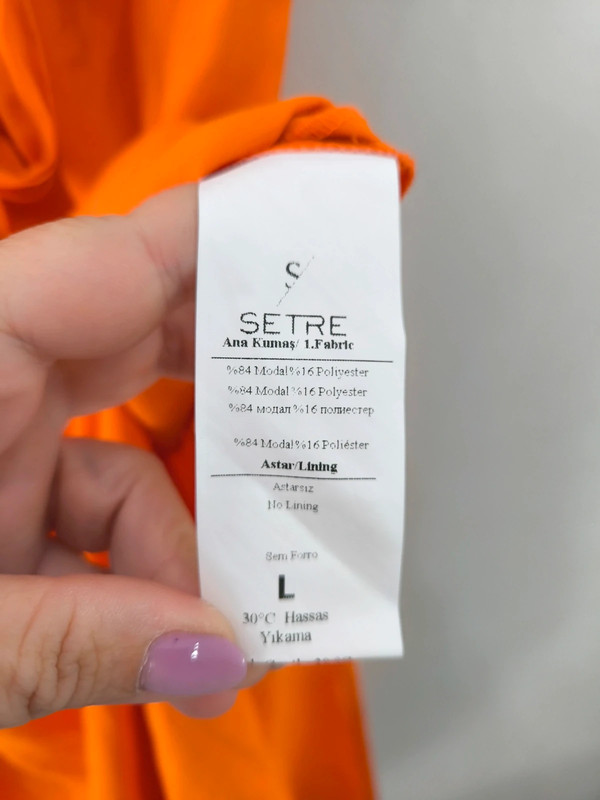 S
SETRE
Ana Kumaş/ 1.Fabric
%84 Modal%16 Poliyester
%84 Modal%16 Polyester
%84 модал %16 полиестер
%84 Modal%16 Poliéster
Astar/Lining
Astarsız
No Lining
Sem Forro
L
30°C Hassas
Yıkama